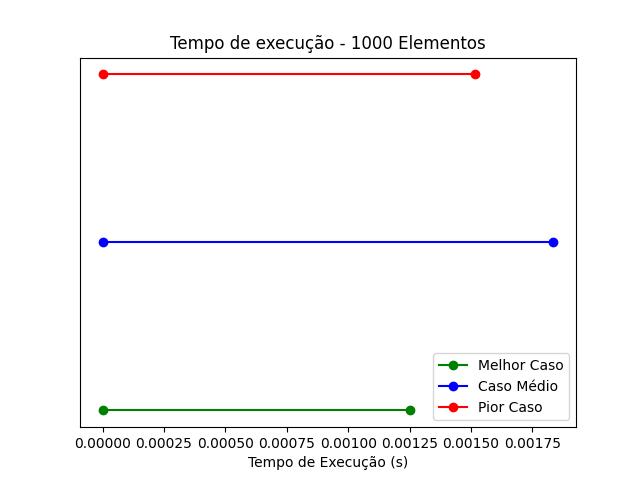 Tempo de execução - 1000 Elementos
Melhor Caso
Caso Médio
Pior Caso
0.00000 0.00025 0.00050 0.00075 0.00100 0.00125 0.00150 0.00175
Tempo de Execução (s)